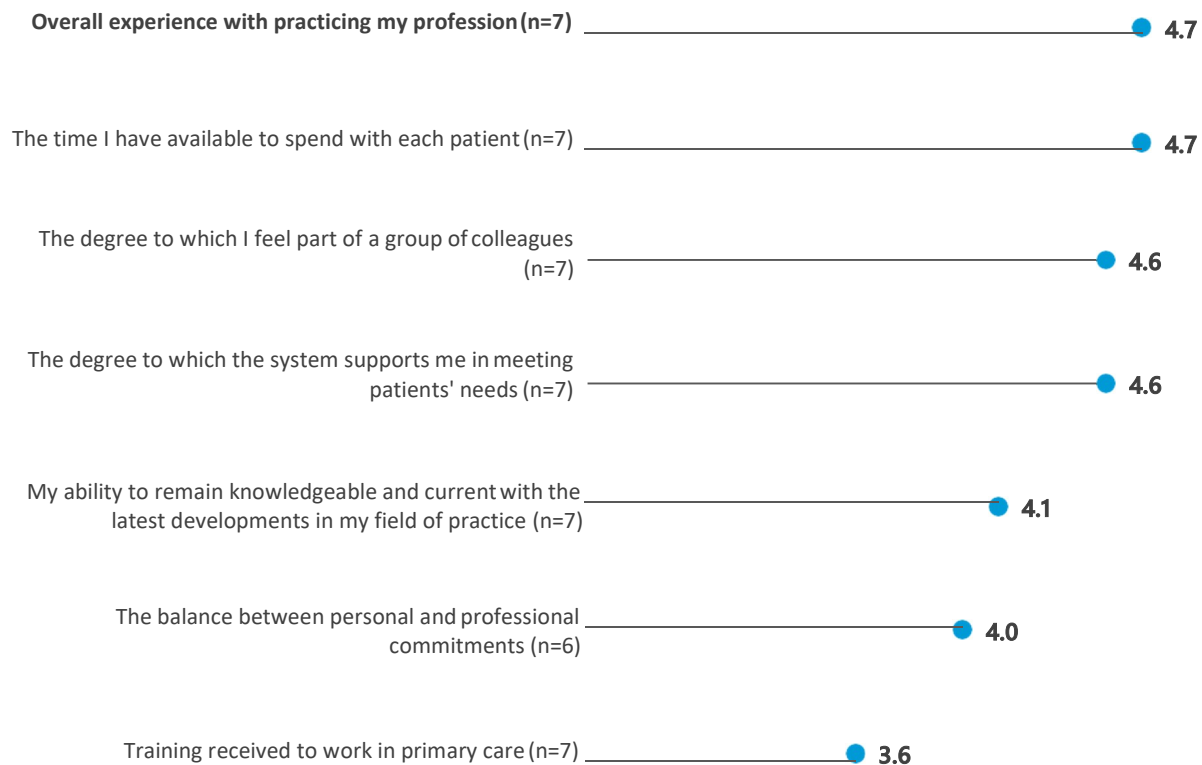 Overall experience with practicing my profession (n=7)
4.7
The time I have available to spend with each patient (n=7)
4.7
The degree to which I feel part of a group of colleagues
(n=7)
4.6
The degree to which the system supports me in meeting
patients' needs (n=7)
4.6
My ability to remain knowledgeable and current with the
latest developments in my field of practice (n=7)
4.1
The balance between personal and professional
commitments (n=6)
4.0
Training received to work in primary care (n=7)
3.6